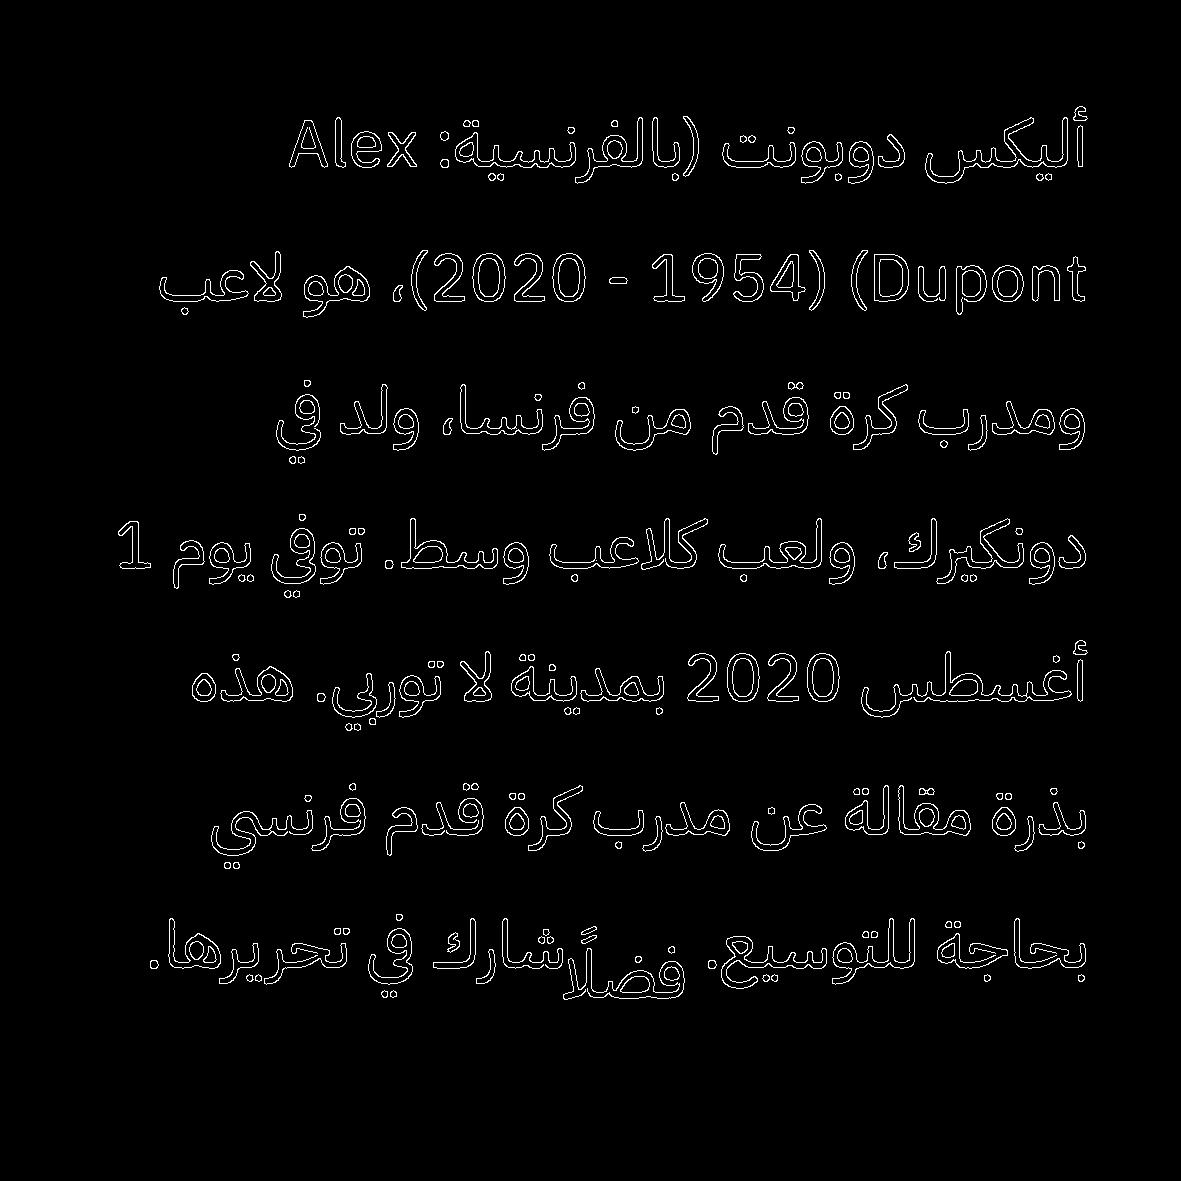 أليكس دوبونت (بالفرنسية: Alex
Dupont) (1954 - 2020)، هو لاعب
ومدرب كرة قدم من فرنسا، ولد في
دونكيرك، ولعب كلاعب وسط. توفي يوم 1
أغسطس 2020 بمدينة لا توربي. هذه
بذرة مقالة عن مدرب كرة قدم فرنسي
بحاجة للتوسيع. فضلًا شارك في تحريرها.